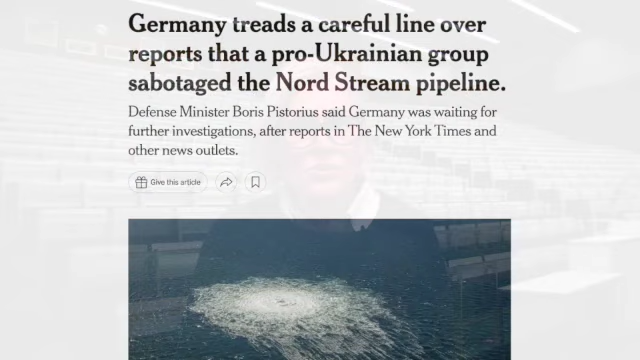 Germany treads a careful line over
reports that a pro-Ukrainian group
sabotaged the Nord Stream pipeline.
Defense Minister Boris Pistorius said Germany was waiting for
further investigations, after reports in The New York Times and
other news outlets.
Give this article